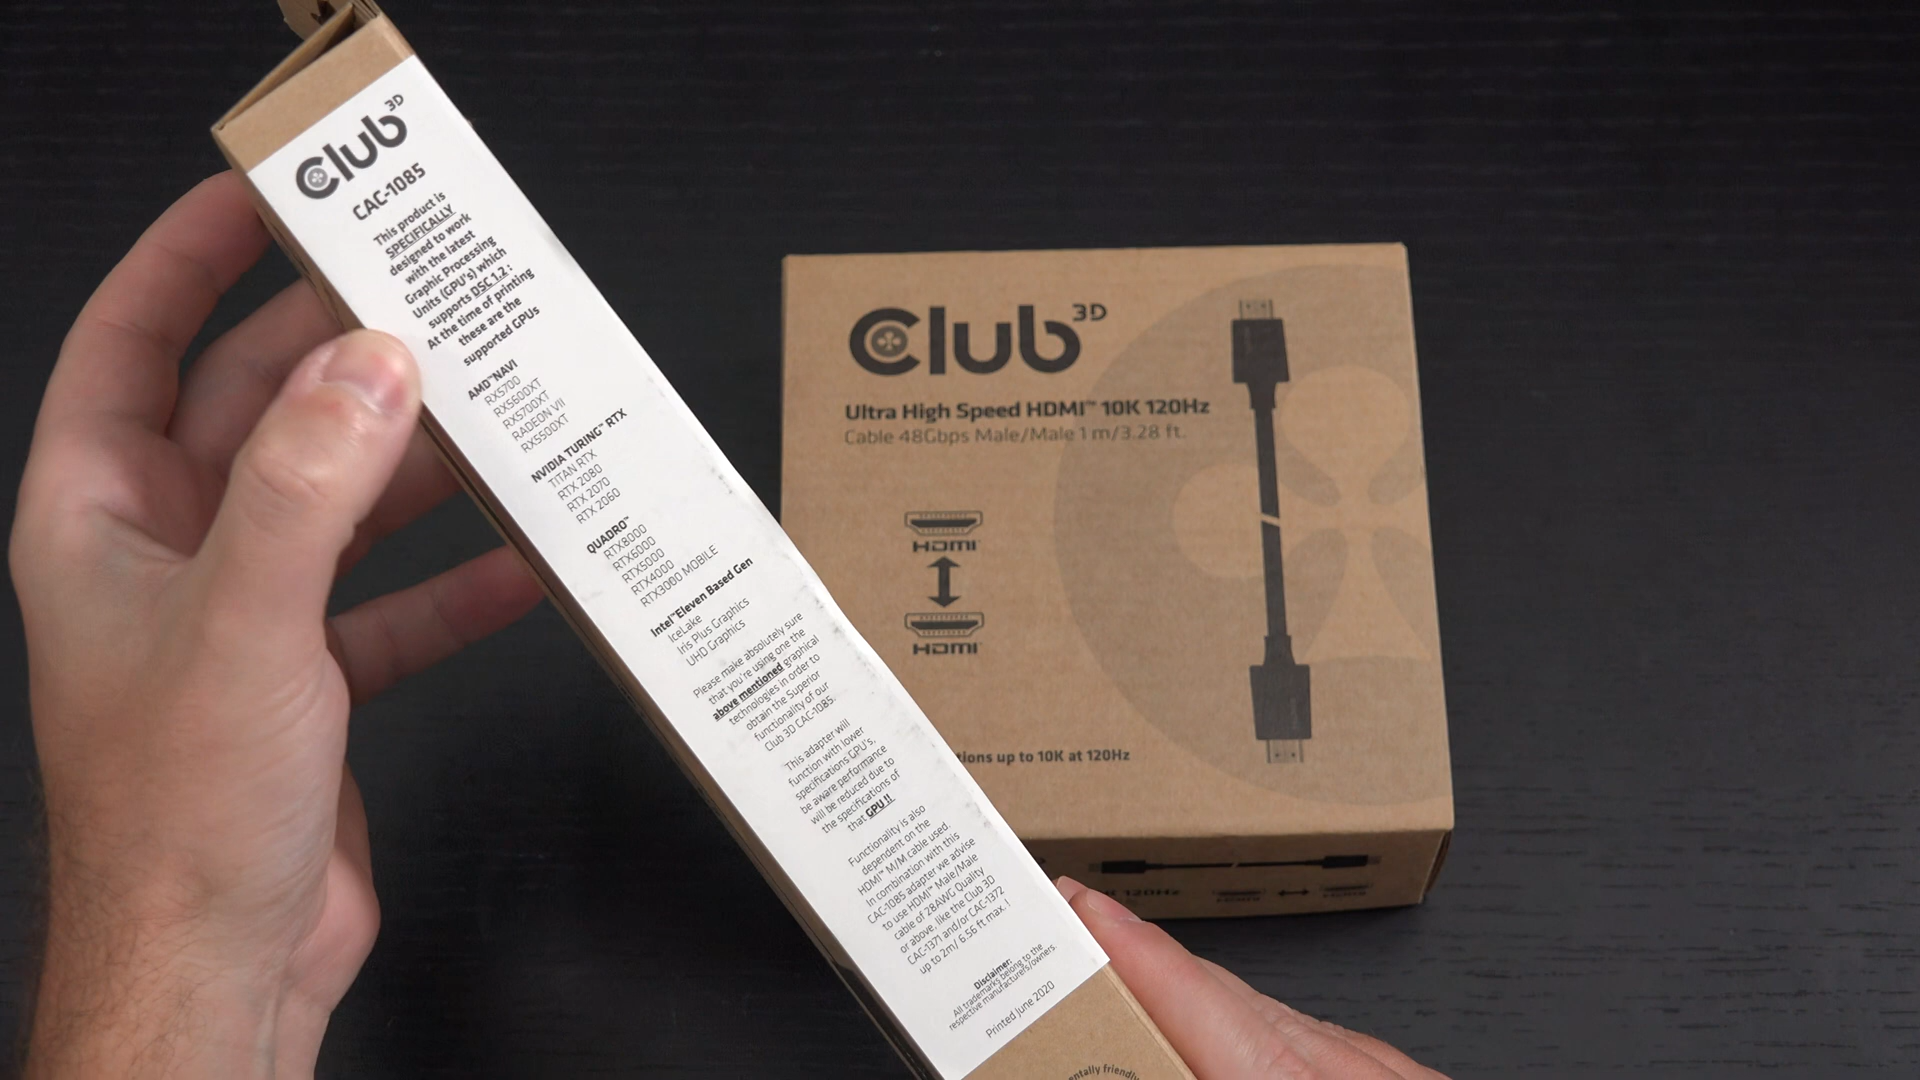 Club 3D
CAC-1085
This product is
SPECIFICALLY
designed to work
with the latest
Graphic Processing
Units (GPU's) which
supports DSC 1.2 :
At the time of printing
these are the
supported GPUs
AMD™NAVI
RX5700
RX5600XT
RX5700XT
RADEON VII
RX5500XT
NVIDIA TURING™ RTX
TITAN RTX
RTX 2080
RTX 2070
RTX 2060
QUADRO™
RTX8000
RTX6000
RTX5000
RTX4000
RTX3080 MOBILE
Intel™Eleven Based Gen
IceLake
Iris Plus Graphics
UHD Graphics
Please make absolutely sure
that you're using one the
above mentioned graphical
technologies in order to
obtain the Superior
functionality of our
Club 3D CAC-1085.
This adapter will
function with lower
specifications GPU's,
be aware performance
will be reduced due to
the specifications of
that GPU !!
Functionality is also
dependent on the
HDMI™ M/M cable used.
In combination with this
CAC-1085 adapter we advise
to use HDMI™ Male/Male
cable of 28AWG Quality
or above, like the Club 3D
CAC-1371 and/or CAC-1372
up to 2m/ 6.56 ft max. !
Disclaimer:
All trademarks belong to the
respective manufacturers/owners.
Printed June 2020
entally friendly
Club 3D
Ultra High Speed HDMI™ 10K 120Hz
Cable 48Gbps Male/Male 1 m/3.28 ft.
HDMI
HDMI
tions up to 10K at 120Hz
K 120Hz